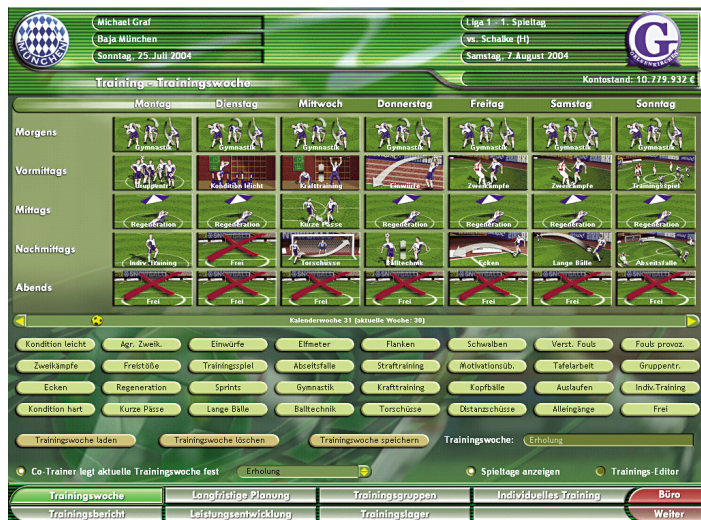 Michael Graf
Liga 1 - 1. Spieltag
Baja München
vs. Schalke (H)
Sonntag, 25.Juli 2004
Samstag, 7.August 2004
MÜNCHEN
G
GELSENKIRCHEN
Training - Trainingswoche
Kontostand: 10.779.932 €
Montag Dienstag Mittwoch Donnerstag Freitag Samstag Sonntag
Morgens
Gymnastik Gymnastik Gymnastik Gymnastik Gymnastik Gymnastik Gymnastik
Vormittags
Gruppentr. Kondition leicht Krafttraining Einwürfe Zweikämpfe Zweikämpfe Trainingsspiel
Mittags
Regeneration Regeneration Kurze Pässe Regeneration Regeneration Regeneration Regeneration
Nachmittags
Indiv.Training Frei Torschüsse Balltechnik Ecken Lange Bälle Abseitsfalle
Abends
Frei Frei Frei Frei Frei Frei Frei
Kalenderwoche 31 (aktuelle Woche: 30)
Kondition leicht Agr. Zweik. Einwürfe Elfmeter Flanken Schwalben Verst. Fouls Fouls provoz.
Zweikämpfe Freistöße Trainingsspiel Abseitsfalle Straftraining Motivationsüb. Tafelarbeit Gruppentr.
Ecken Regeneration Sprints Gymnastik Krafttraining Kopfbälle Auslaufen Indiv.Training
Kondition hart Kurze Pässe Lange Bälle Balltechnik Torschüsse Distanzschüsse Alleingänge Frei
Trainingswoche laden Trainingswoche löschen Trainingswoche speichern Trainingswoche: Erholung
Co-Trainer legt aktuelle Trainingswoche fest Erholung Spieltage anzeigen Trainings-Editor
Trainingswoche Langfristige Planung Trainingsgruppen Individuelles Training Büro
Trainingsbericht Leistungsentwicklung Trainingslager Weiter